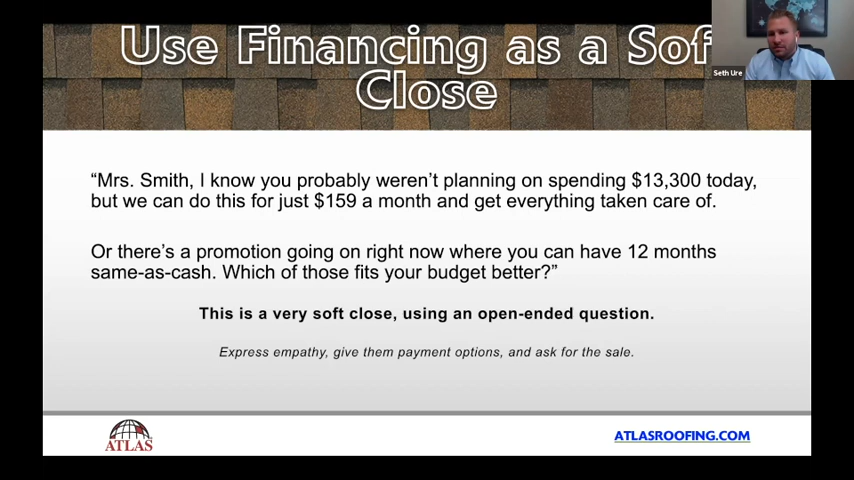 Use Financing as a Sof
Close
Seth Ure
“Mrs. Smith, I know you probably weren’t planning on spending $13,300 today,
but we can do this for just $159 a month and get everything taken care of.
Or there’s a promotion going on right now where you can have 12 months
same-as-cash. Which of those fits your budget better?”
This is a very soft close, using an open-ended question.
Express empathy, give them payment options, and ask for the sale.
ATLAS
ATLASROOFING.COM